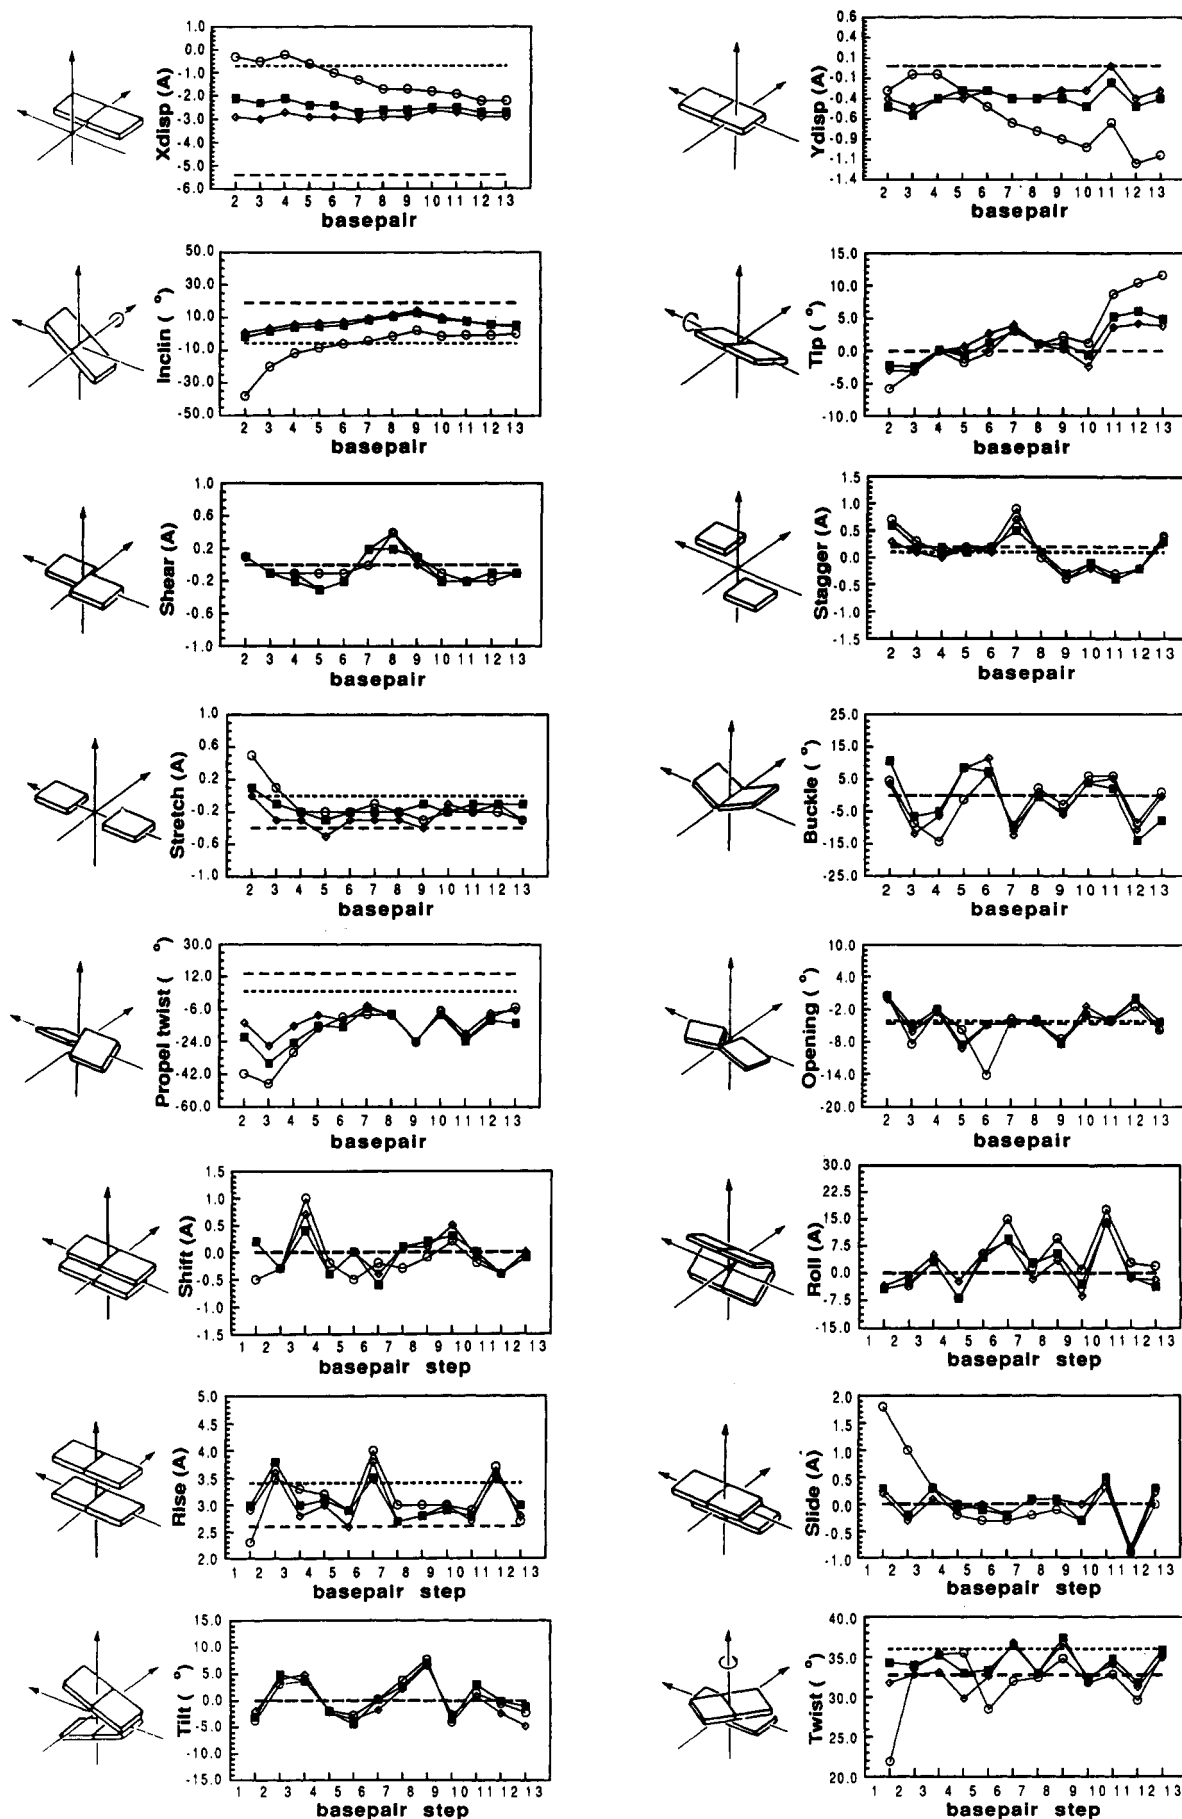 Xdisp (A)
1.0
0.0
-1.0
-2.0
-3.0
-4.0
-5.0
-6.0
2 3 4 5 6 7 8 9 10 11 12 13
basepair
Ydisp (A)
0.6
0.4
0.1
-0.1
-0.4
-0.6
-0.9
-1.1
-1.4
2 3 4 5 6 7 8 9 10 11 12 13
basepair
Inclin ( °)
50.0
30.0
10.0
-10.0
-30.0
-50.0
2 3 4 5 6 7 8 9 10 11 12 13
basepair
Tip ( °)
15.0
10.0
5.0
0.0
-5.0
-10.0
2 3 4 5 6 7 8 9 10 11 12 13
basepair
Shear (A)
1.0
0.6
0.2
-0.2
-0.6
-1.0
2 3 4 5 6 7 8 9 10 11 12 13
basepair
Stagger (A)
1.5
0.5
0.0
-0.5
-1.5
2 3 4 5 6 7 8 9 10 11 12 13
basepair
Stretch (A)
1.0
0.6
0.2
-0.2
-0.6
-1.0
2 3 4 5 6 7 8 9 10 11 12 13
basepair
Buckle ( °)
25.0
15.0
5.0
-5.0
-15.0
-25.0
2 3 4 5 6 7 8 9 10 11 12 13
basepair
Propel twist ( °)
30.0
12.0
-6.0
-24.0
-42.0
-60.0
2 3 4 5 6 7 8 9 10 11 12 13
basepair
Opening ( °)
10.0
4.0
-2.0
-8.0
-14.0
-20.0
2 3 4 5 6 7 8 9 10 11 12 13
basepair
Shift (A)
1.5
1.0
0.5
0.0
-0.5
-1.0
-1.5
1 2 3 4 5 6 7 8 9 10 11 12 13
basepair step
Roll (A)
30.0
22.5
15.0
7.5
0.0
-7.5
-15.0
1 2 3 4 5 6 7 8 9 10 11 12 13
basepair step
Rise (A)
5.0
4.5
4.0
3.5
3.0
2.5
2.0
1 2 3 4 5 6 7 8 9 10 11 12 13
basepair step
Slide (A)
2.0
1.5
1.0
0.5
0.0
-0.5
-1.0
1 2 3 4 5 6 7 8 9 10 11 12 13
basepair step
Tilt ( °)
15.0
10.0
5.0
0.0
-5.0
-10.0
-15.0
1 2 3 4 5 6 7 8 9 10 11 12 13
basepair step
Twist ( °)
40.0
35.0
30.0
25.0
20.0
1 2 3 4 5 6 7 8 9 10 11 12 13
basepair step